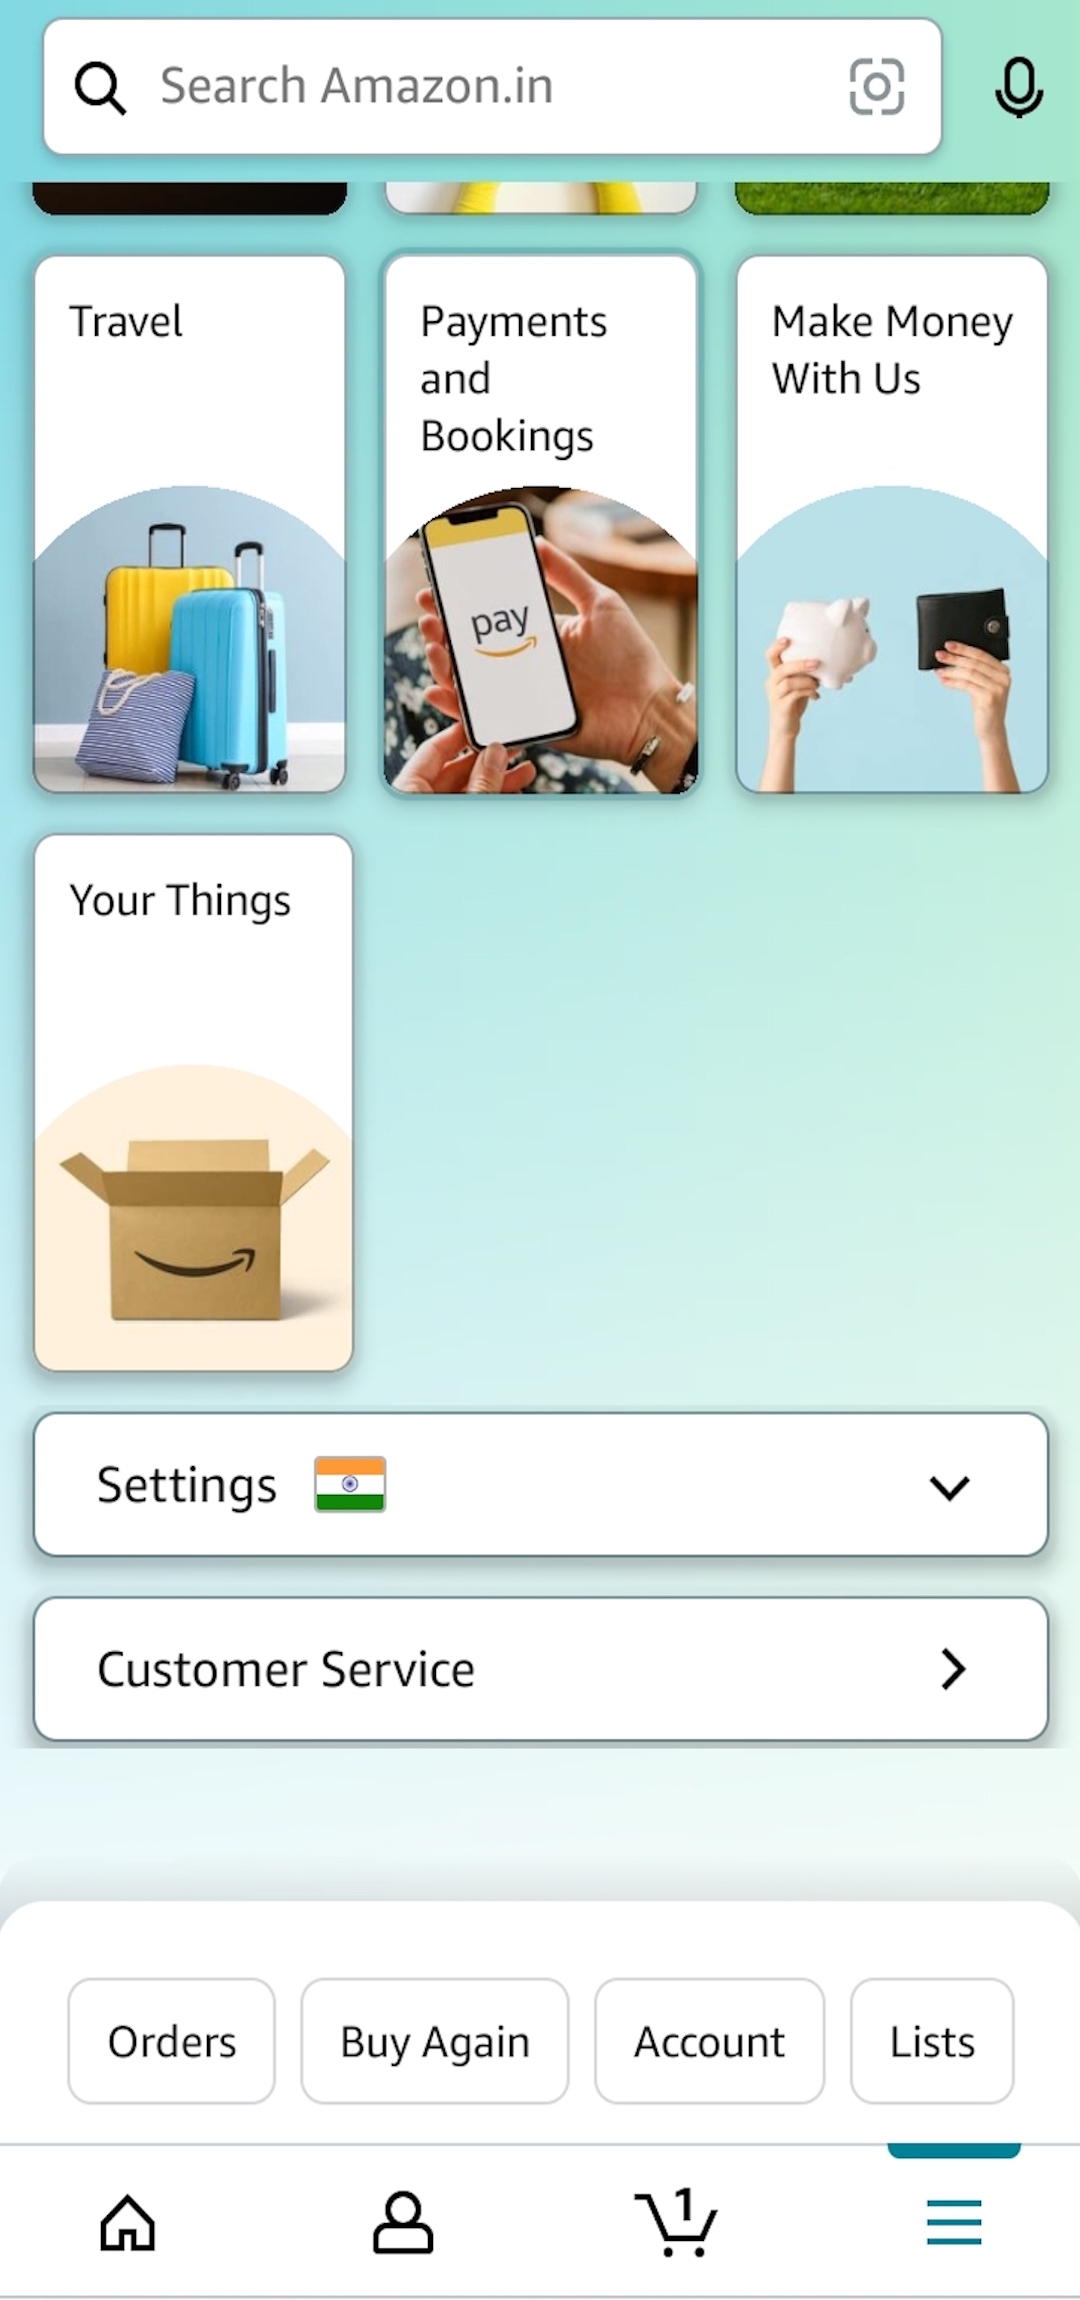 Search Amazon.in
Travel
Payments
and
Bookings
Make Money
With Us
pay
Your Things
Settings
Customer Service
Orders
Buy Again
Account
Lists
1